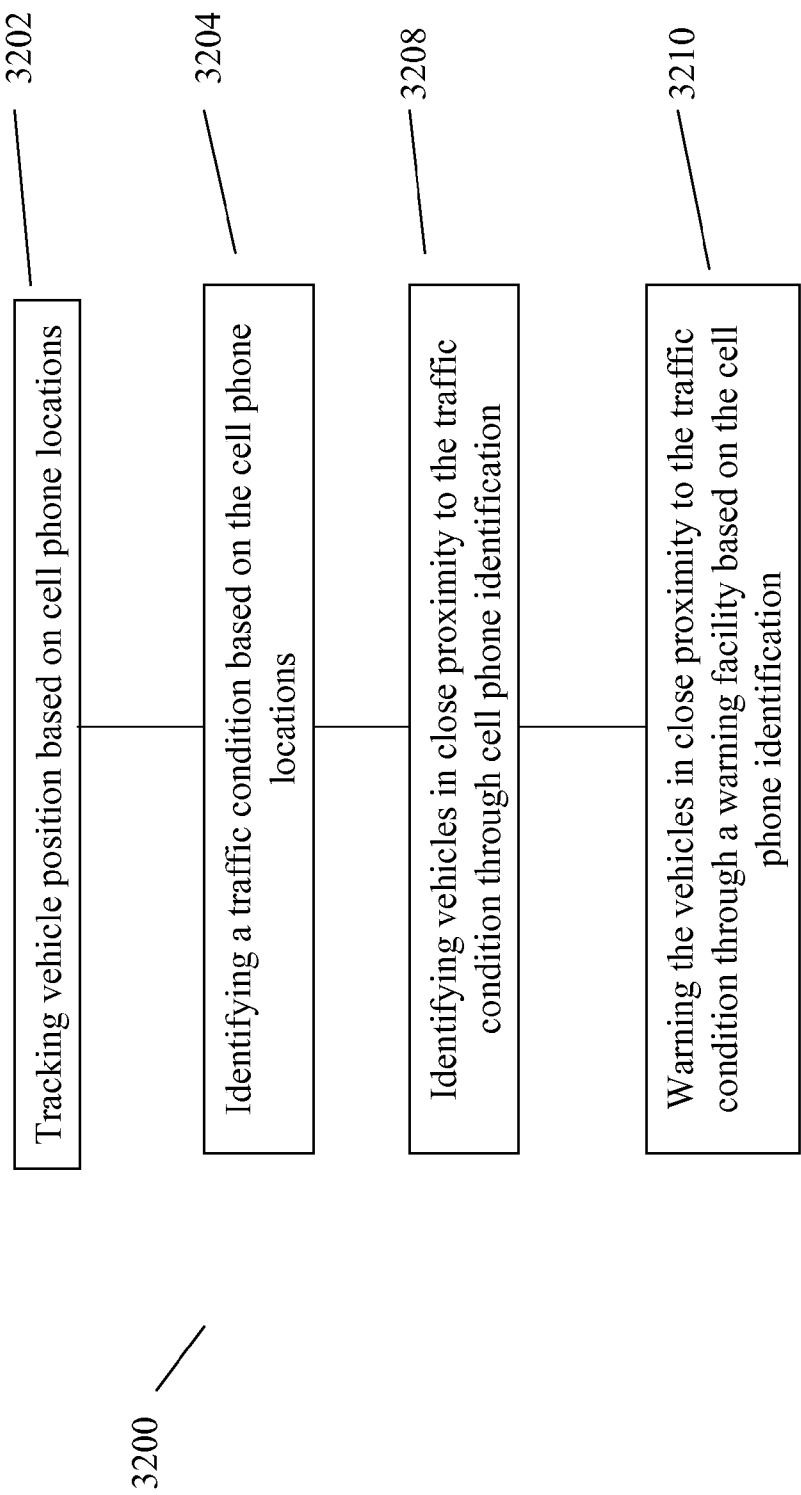 3200
3202
Tracking vehicle position based on cell phone locations
3204
Identifying a traffic condition based on the cell phone
locations
3208
Identifying vehicles in close proximity to the traffic
condition through cell phone identification
3210
Warning the vehicles in close proximity to the traffic
condition through a warning facility based on the cell
phone identification